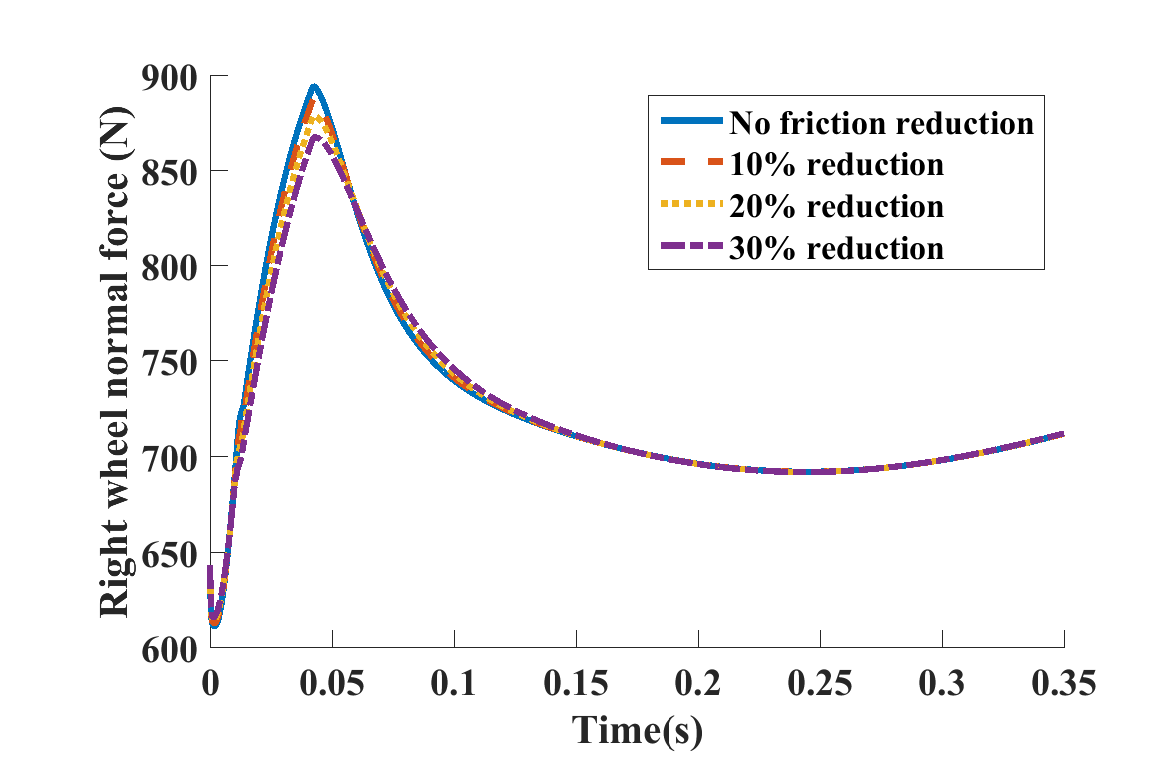 Right wheel normal force (N)
900
850
800
750
700
650
600
No friction reduction
10% reduction
20% reduction
30% reduction
0 0.05 0.1 0.15 0.2 0.25 0.3 0.35
Time(s)